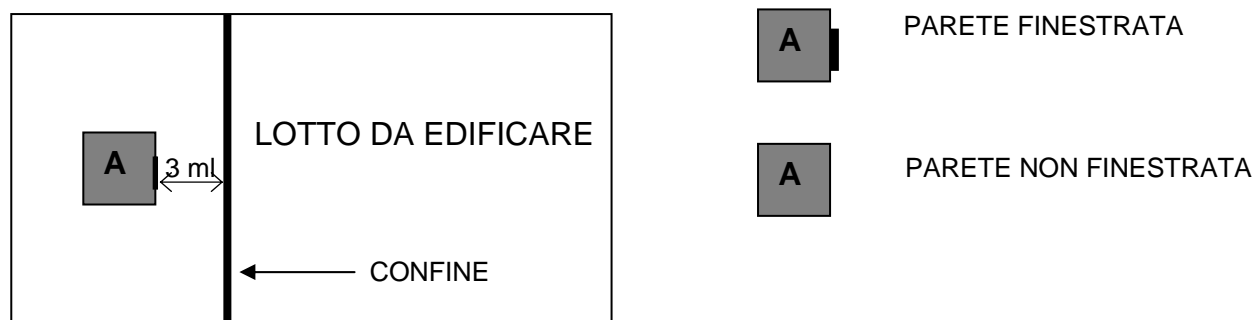 A
3 ml
LOTTO DA EDIFICARE
CONFINE
A
PARETE FINESTRATA
A
PARETE NON FINESTRATA